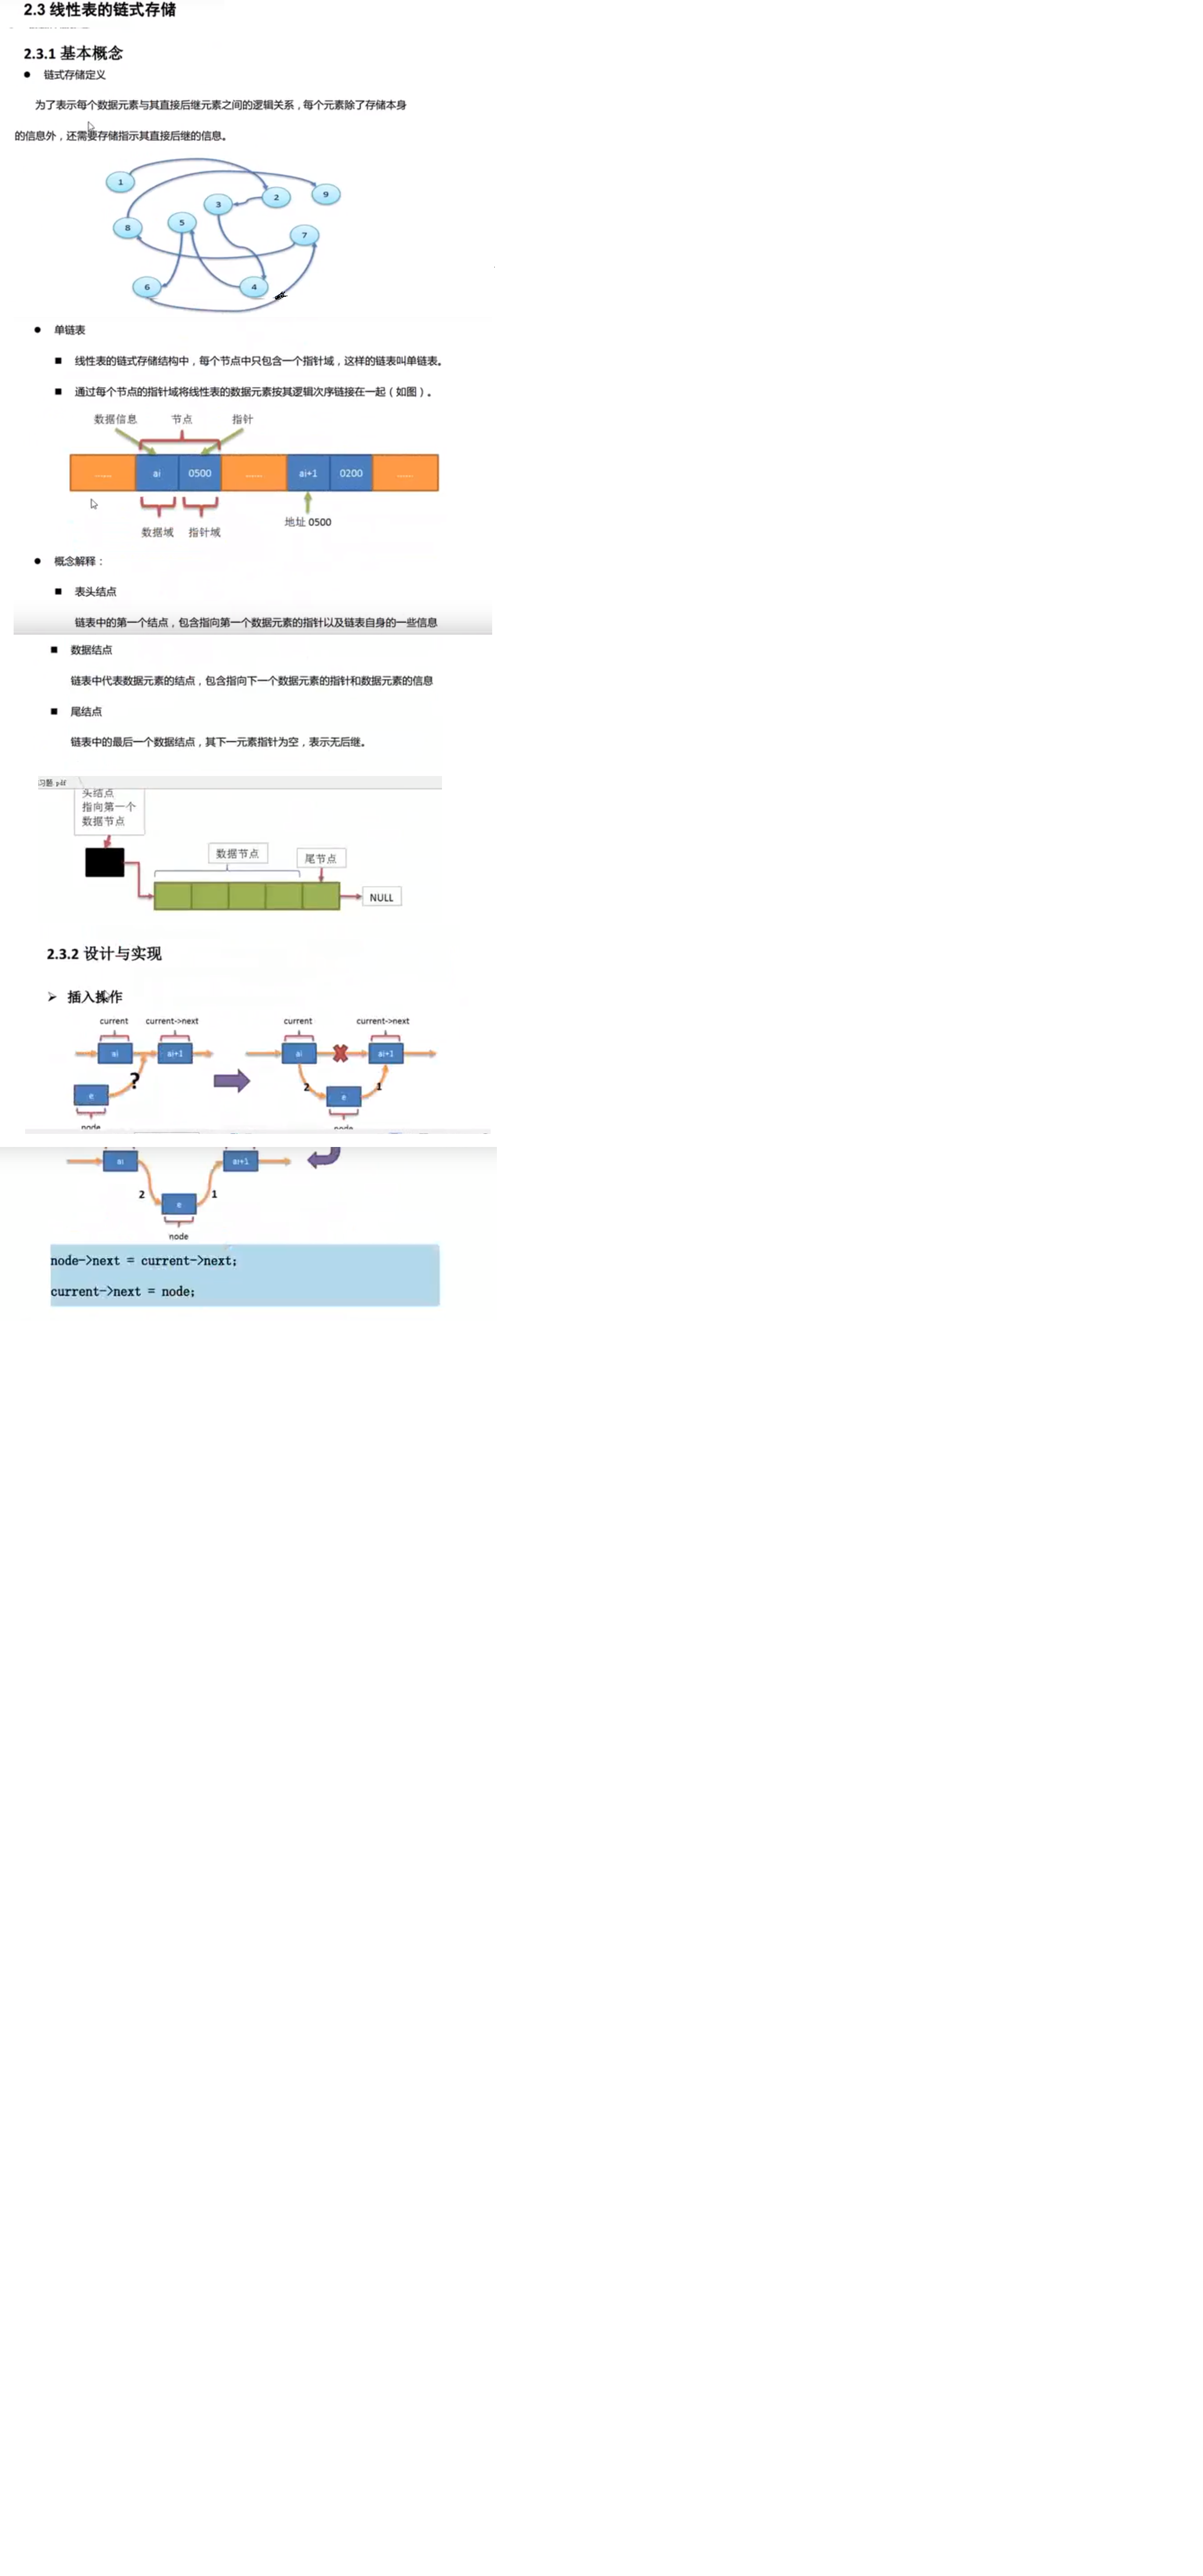 2.3 线性表的链式存储
2.3.1 基本概念
● 链式存储定义
为了表示每个数据元素与其直接后继元素之间的逻辑关系，每个元素除了存储本身
的信息外，还需要存储指示其直接后继的信息。
1
2
9
3
5
8
7
6
4
● 单链表
■ 线性表的链式存储结构中，每个节点中只包含一个指针域，这样的链表叫单链表。
■ 通过每个节点的指针域将线性表的数据元素按其逻辑次序链接在一起（如图）。
数据信息 节点 指针
...... ai 0500 ...... ai+1 0200 ......
数据域 指针域 地址 0500
● 概念解释：
■ 表头结点
链表中的第一个结点，包含指向第一个数据元素的指针以及链表自身的一些信息
■ 数据结点
链表中代表数据元素的结点，包含指向下一个数据元素的指针和数据元素的信息
■ 尾结点
链表中的最后一个数据结点，其下一元素指针为空，表示无后继。
习题.pdf
头结点
指向第一个
数据节点
数据节点 尾节点
NULL
2.3.2 设计与实现
➢ 插入操作
current current->next current current->next
ai ai+1 ai ai+1
? 2 1
e e
node node
ai ai+1
2 1
e
node
node->next = current->next;
current->next = node;